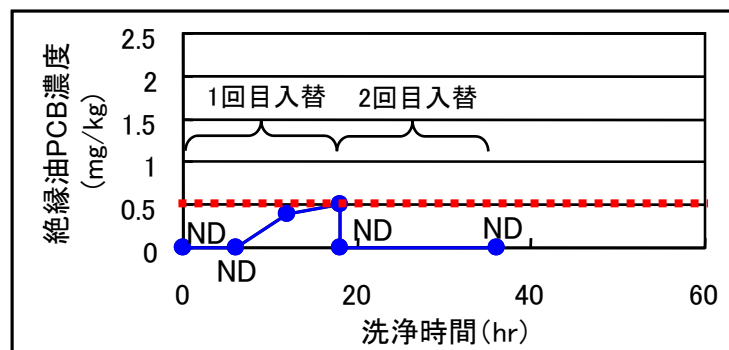 絶縁油PCB濃度
(mg/kg)
2.5
2
1.5
1
0.5
0
1回目入替 2回目入替
ND
ND
ND
ND
0 20 40 60
洗浄時間(hr)